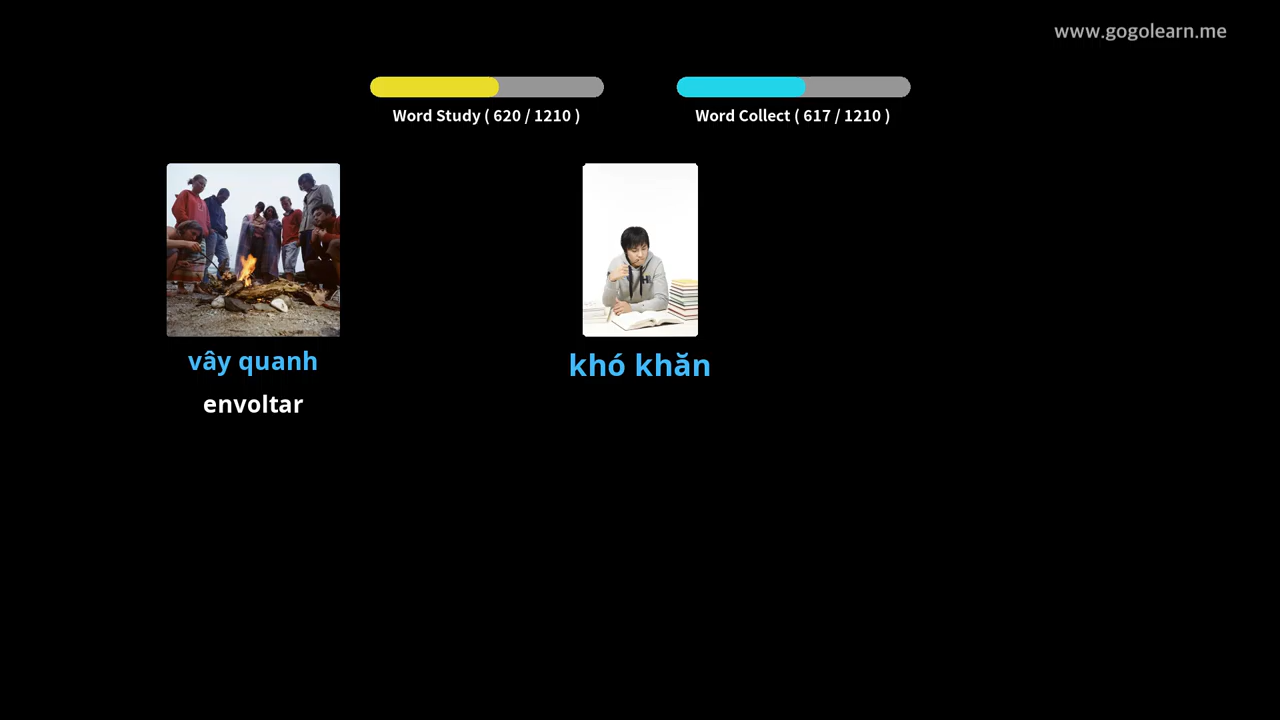 www.gogolearn.me
Word Study ( 620 / 1210 )
Word Collect ( 617 / 1210 )
vây quanh
envoltar
khó khăn